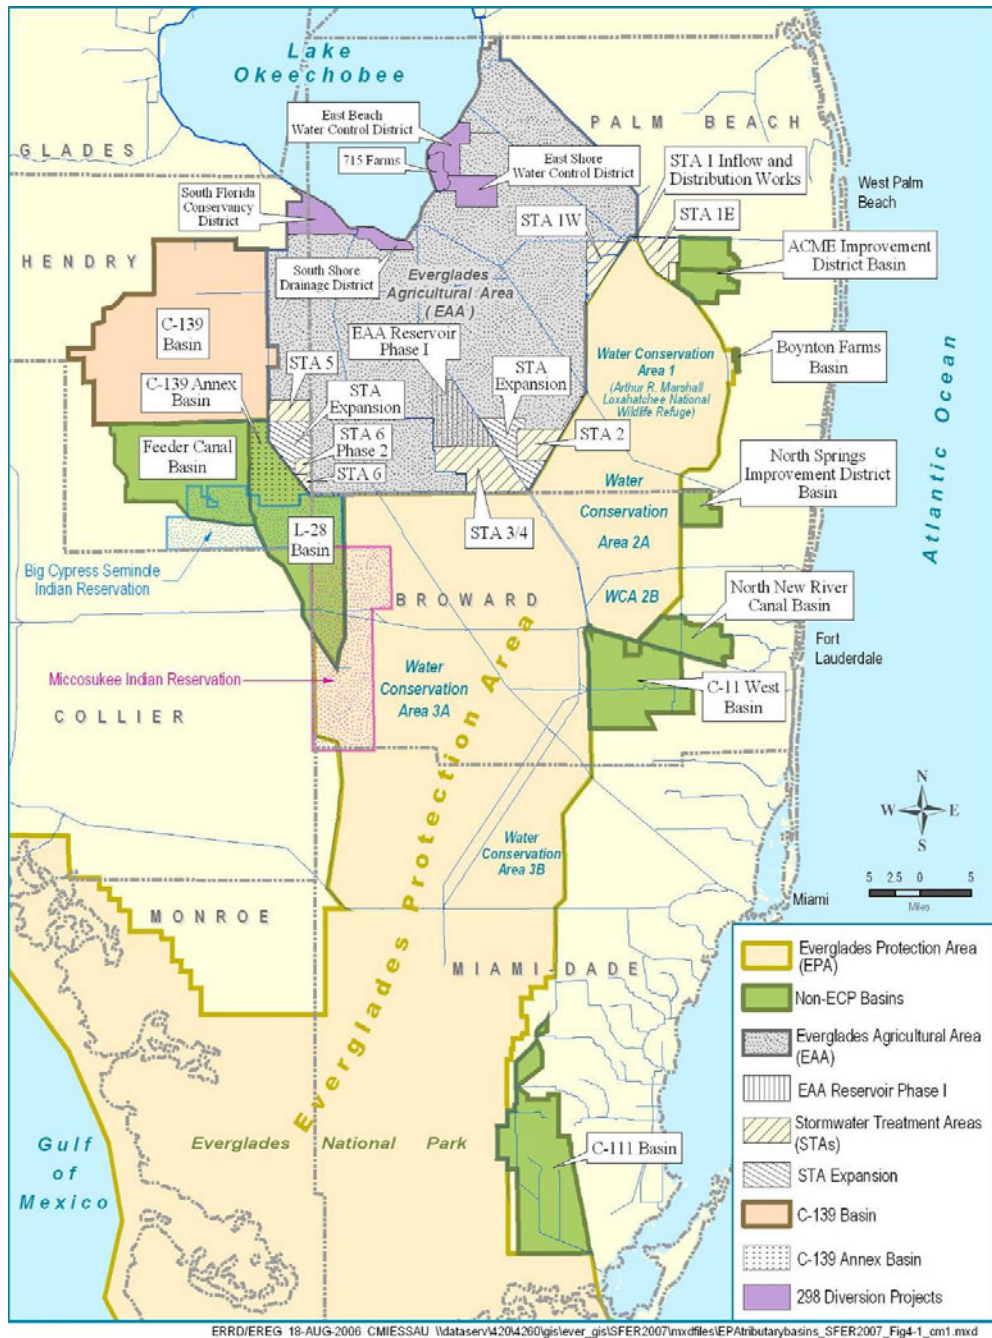 Lake
Okeechobee
East Beach
Water Control District
PALM BEACH
GLADES
715 Farms
East Shore
Water Control District
STA 1 Inflow and
Distribution Works
West Palm
Beach
South Florida
Conservancy
District
STA 1W
STA 1E
HENDRY
South Shore
Drainage District
Everglades
Agricultural Area
(EAA)
ACME Improvement
District Basin
C-139
Basin
EAA Reservoir
Phase I
Water Conservation
Area 1
(Arthur R. Marshall
Loxahatchee National
Wildlife Refuge)
Boynton Farms
Basin
STA 5
STA
Expansion
C-139 Annex
Basin
STA
Expansion
Atlantic Ocean
Feeder Canal
Basin
STA 6
Phase 2
STA 2
STA 6
North Springs
Improvement District
Basin
Water
Conservation
Area 2A
L-28
Basin
STA 3/4
Big Cypress Seminole
Indian Reservation
BROWARD
WCA 2B
North New River
Canal Basin
Fort
Lauderdale
Miccosukee Indian Reservation
Water
Conservation
Area 3A
C-11 West
Basin
COLLIER
Everglades Protection Area
N
W E
S
Water
Conservation
Area 3B
5 2.5 0 5
Miles
Miami
MONROE
MIAMI-DADE
Everglades National Park
C-111 Basin
Gulf
of
Mexico
Everglades Protection Area
(EPA)
Non-ECP Basins
Everglades Agricultural Area
(EAA)
EAA Reservoir Phase I
Stormwater Treatment Areas
(STAs)
STA Expansion
C-139 Basin
C-139 Annex Basin
298 Diversion Projects
ERRD/EREG 18-AUG-2006 CMIESSAU \\dataserv\420\4260\gis\ever_gis\SFER2007\mxdfiles\EPAtributarybasins_SFER2007_Fig4-1_cm1.mxd